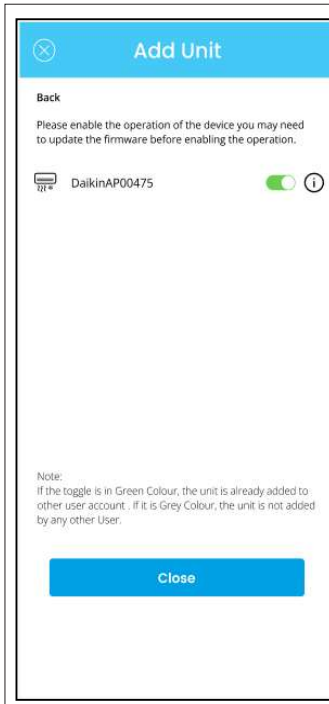 Add Unit
Back
Please enable the operation of the device you may need
to update the firmware before enabling the operation.
DaikinAP00475
Note:
If the toggle is in Green Colour, the unit is already added to
other user account . If it is Grey Colour, the unit is not added
by any other User.
Close